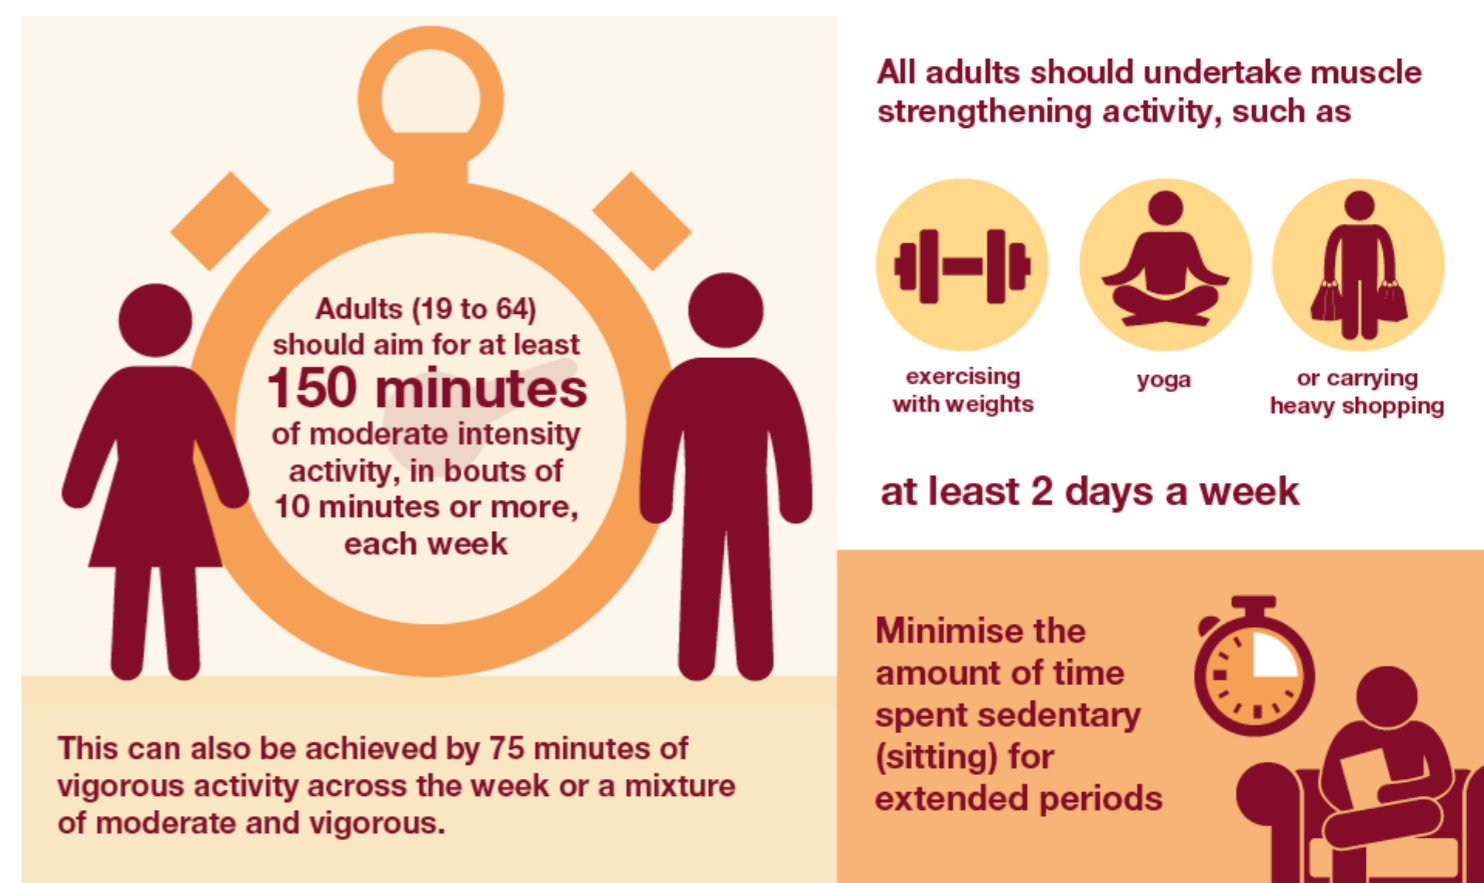 Adults (19 to 64)
should aim for at least
150 minutes
of moderate intensity
activity, in bouts of
10 minutes or more,
each week
This can also be achieved by 75 minutes of
vigorous activity across the week or a mixture
of moderate and vigorous.
All adults should undertake muscle
strengthening activity, such as
exercising
with weights
yoga
or carrying
heavy shopping
at least 2 days a week
Minimise the
amount of time
spent sedentary
(sitting) for
extended periods